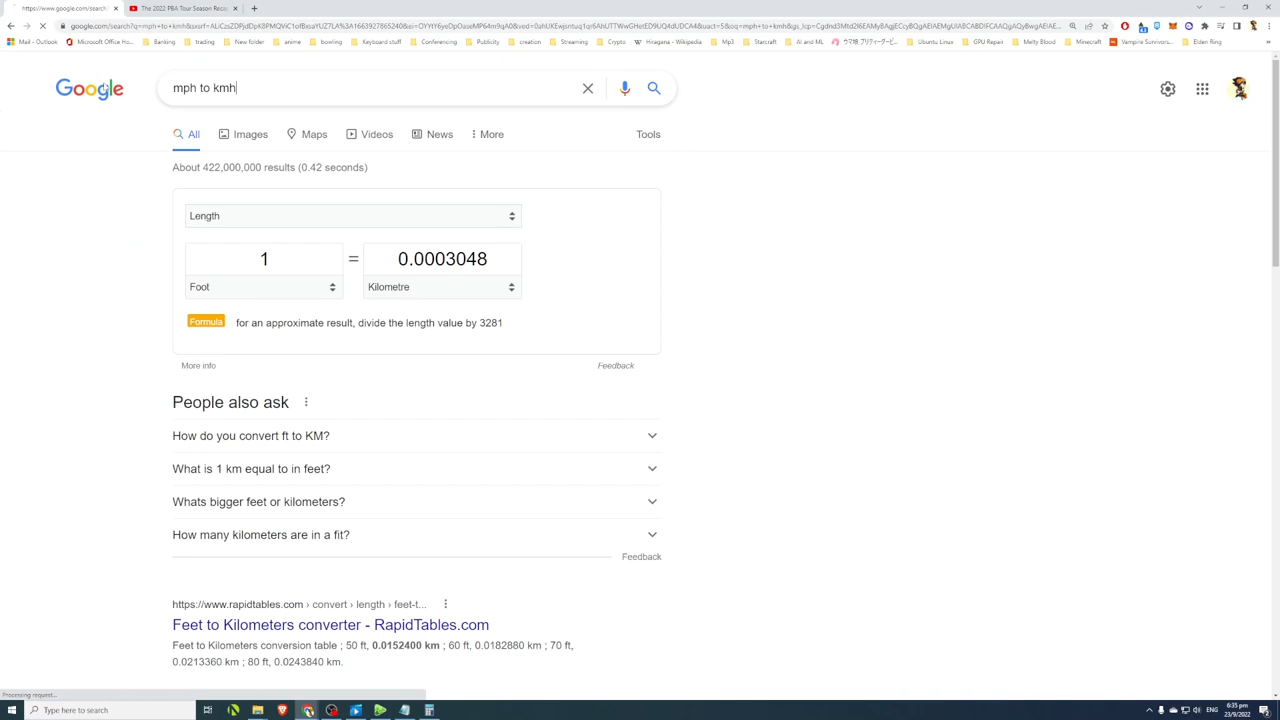 https://www.google.com/search
The 2022 PBA Tour Season Recap
Mail - Outlook
Microsoft Office Ho...
Banking
trading
New folder
anime
bowling
Keyboard stuff
Conferencing
Publicity
creation
Streaming
Crypto
Hiragana - Wikipedia
Mp3
Starcraft
AI and ML
Ubuntu Linux
GPU Repair
Melty Blood
Minecraft
Vampire Survivors...
Elden Ring
Google
mph to kmh
All
Images
Maps
Videos
News
More
Tools
About 422,000,000 results (0.42 seconds)
Length
1 = 0.0003048
Foot
Kilometre
Formula for an approximate result, divide the length value by 3281
More info
Feedback
People also ask
How do you convert ft to KM?
What is 1 km equal to in feet?
Whats bigger feet or kilometers?
How many kilometers are in a fit?
Feedback
https://www.rapidtables.com › convert › length › feet-t...
Feet to Kilometers converter - RapidTables.com
Feet to Kilometers conversion table ; 50 ft, 0.0152400 km ; 60 ft, 0.0182880 km ; 70 ft,
0.0213360 km ; 80 ft, 0.0243840 km.
Processing request...
Type here to search
ENG
6:35 pm
23/9/2022